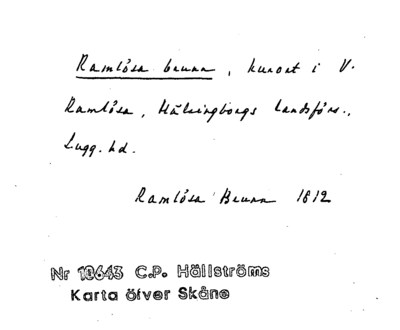 Ramlösa brunn, kurort i V.
Ramlösa, Hälsingborgs landsförs.,
Lugg. hd.
Ramlösa Brunn 1812
Nr 10643 C.P. Hällströms
Karta öfver Skåne